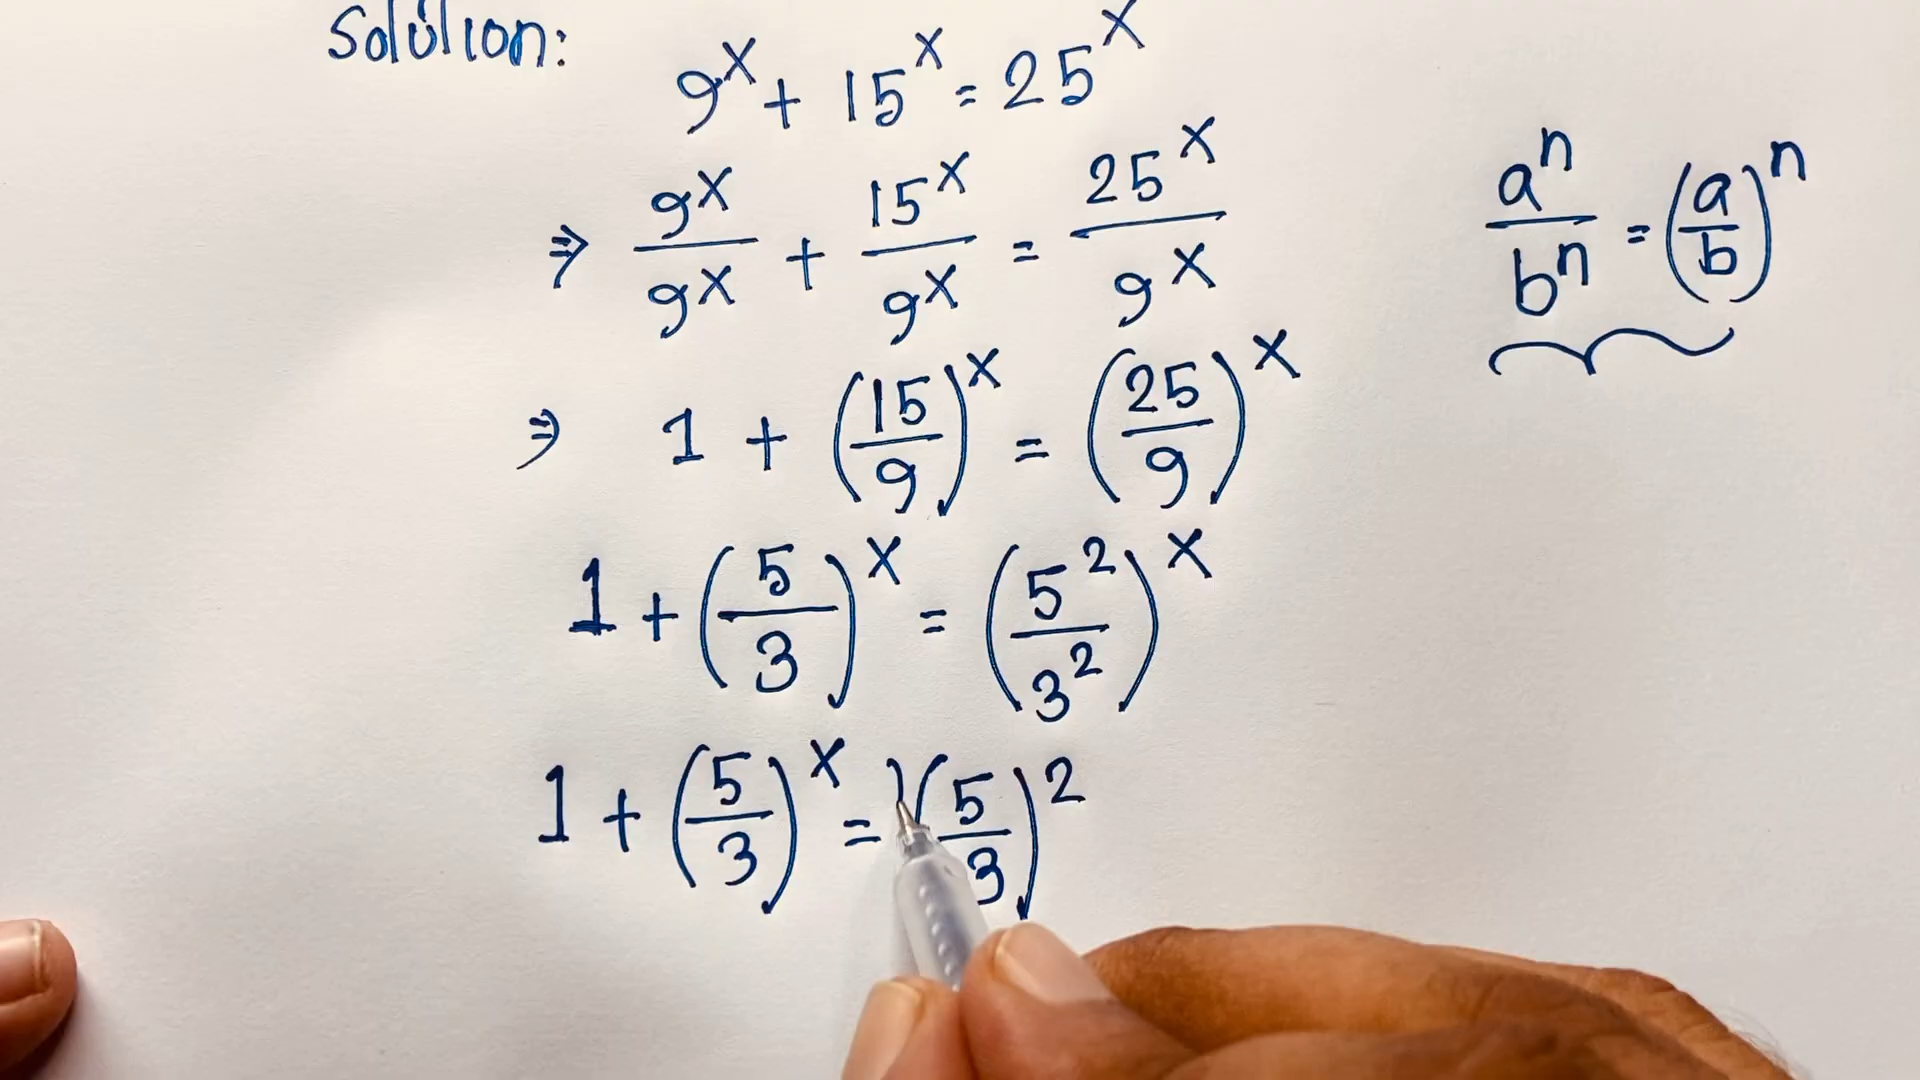 Solution:
9^x + 15^x = 25^x
⇒ 9^x/9^x + 15^x/9^x = 25^x/9^x
a^n/b^n = (a/b)^n
⇒ 1 + (15/9)^x = (25/9)^x
1 + (5/3)^x = (5^2/3^2)^x
1 + (5/3)^x = ((5/3)^2